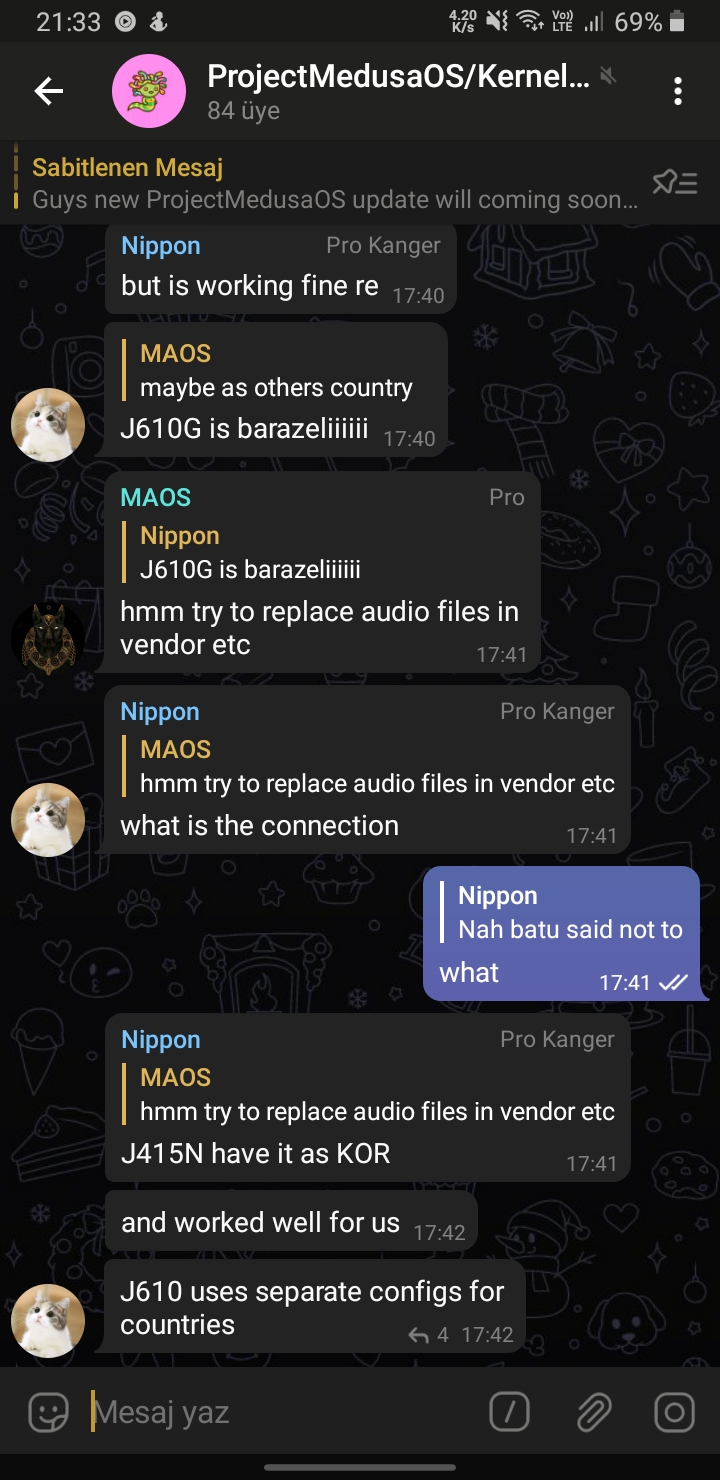 21:33
4.20 K/s Vo)) LTE 69%
ProjectMedusaOS/Kernel...
84 üye
Sabitlenen Mesaj
Guys new ProjectMedusaOS update will coming soon...
Nippon Pro Kanger
but is working fine re 17:40
MAOS
maybe as others country
J610G is barazeliiiiii 17:40
MAOS Pro
Nippon
J610G is barazeliiiiii
hmm try to replace audio files in
vendor etc 17:41
Nippon Pro Kanger
MAOS
hmm try to replace audio files in vendor etc
what is the connection 17:41
Nippon
Nah batu said not to
what 17:41
Nippon Pro Kanger
MAOS
hmm try to replace audio files in vendor etc
J415N have it as KOR 17:41
and worked well for us 17:42
J610 uses separate configs for
countries 4 17:42
Mesaj yaz